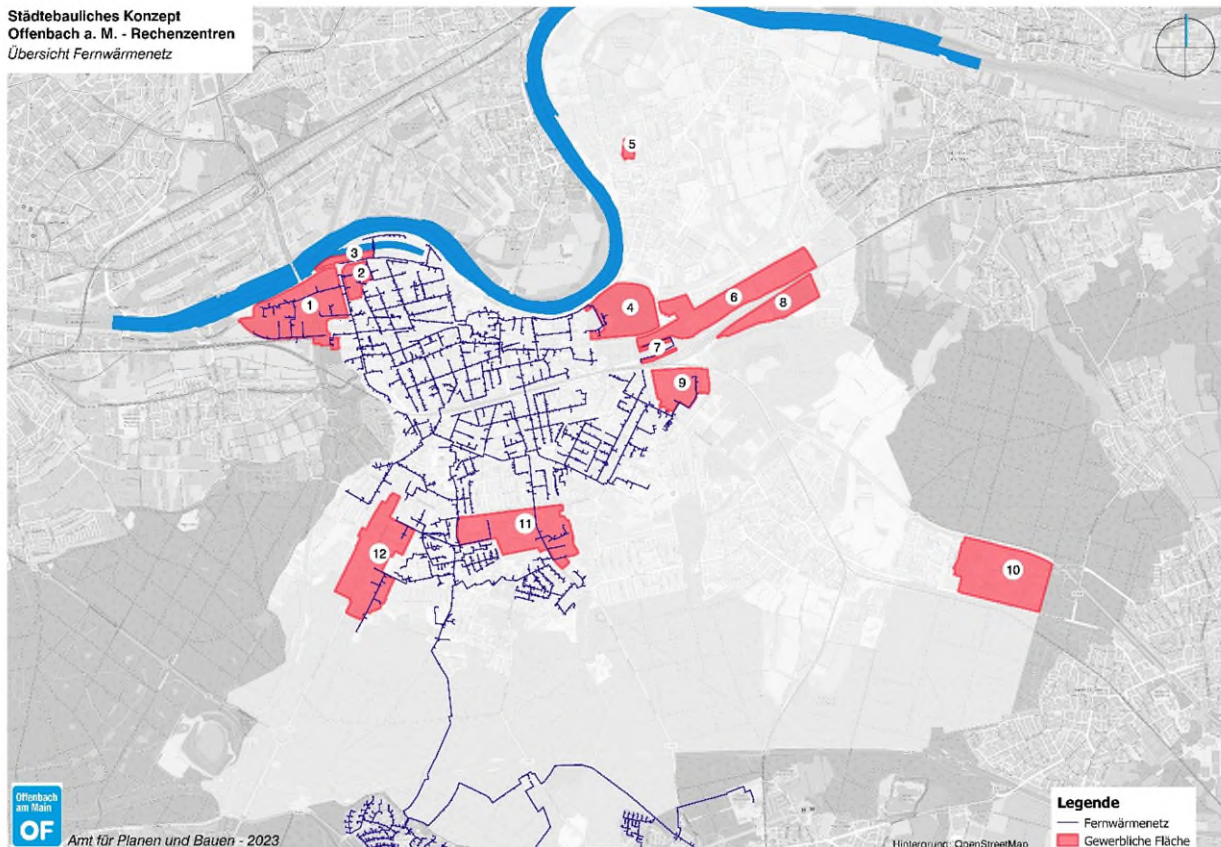 Städtebauliches Konzept
Offenbach a. M. - Rechenzentren
Übersicht Fernwärmenetz
5
3
2
1
4
6
8
7
9
11
12
10
Offenbach
am Main
OF
Amt für Planen und Bauen - 2023
Hintergrund: OpenStreetMap
Legende
Fernwärmenetz
Gewerbliche Fläche